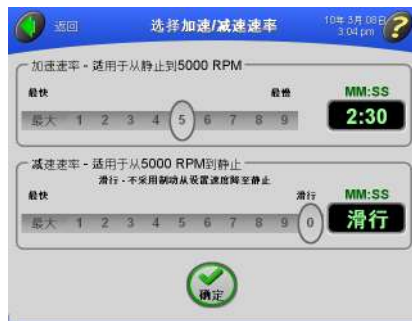 返回
选择加速/减速速率
10年 3月 08日
3:04 pm
?
加速速率 - 适用于从静止到5000 RPM
最快 最慢 MM:SS
最大 1 2 3 4 5 6 7 8 9
2:30
减速速率 - 适用于从5000 RPM到静止
滑行 - 不采用制动从设置速度降至静止
最快 滑行 MM:SS
最大 1 2 3 4 5 6 7 8 9 0
滑行
确定